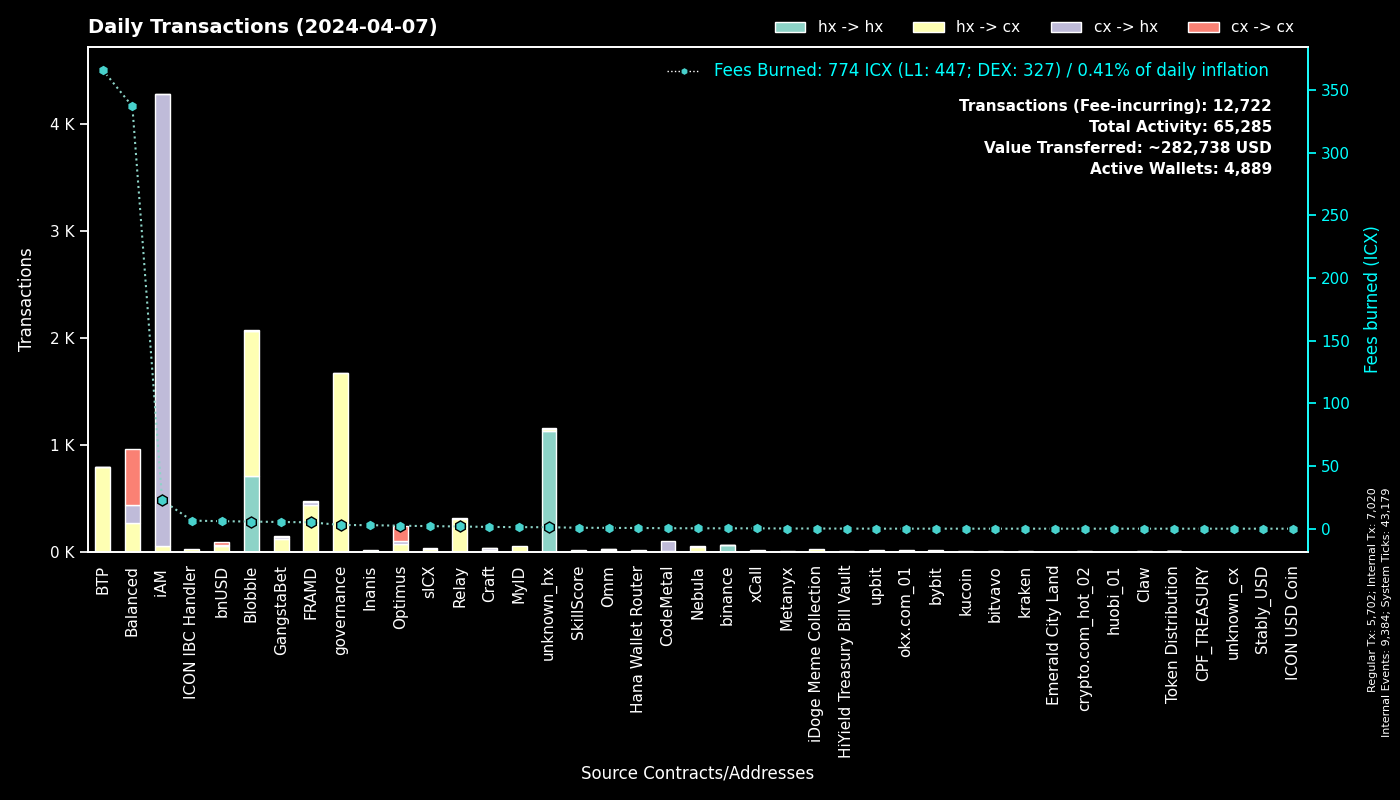 Daily Transactions (2024-04-07)
hx -> hx
hx -> cx
cx -> hx
cx -> cx
Fees Burned: 774 ICX (L1: 447; DEX: 327) / 0.41% of daily inflation
Transactions (Fee-incurring): 12,722
Total Activity: 65,285
Value Transferred: ~282,738 USD
Active Wallets: 4,889
Transactions
4 K
3 K
2 K
1 K
0 K
350
300
250
200
150
100
50
0
Fees burned (ICX)
BTP
Balanced
iAM
ICON IBC Handler
bnUSD
Blobble
GangstaBet
FRAMD
governance
Inanis
Optimus
sICX
Relay
Craft
MyID
unknown_hx
SkillScore
Omm
Hana Wallet Router
CodeMetal
Nebula
binance
xCall
Metanyx
iDoge Meme Collection
HiYield Treasury Bill Vault
upbit
okx.com_01
bybit
kucoin
bitvavo
kraken
Emerald City Land
crypto.com_hot_02
huobi_01
Claw
Token Distribution
CPF_TREASURY
unknown_cx
Stably_USD
ICON USD Coin
Source Contracts/Addresses
Regular Tx: 5,702; Internal Tx: 7,020
Internal Events: 9,384; System Ticks: 43,179